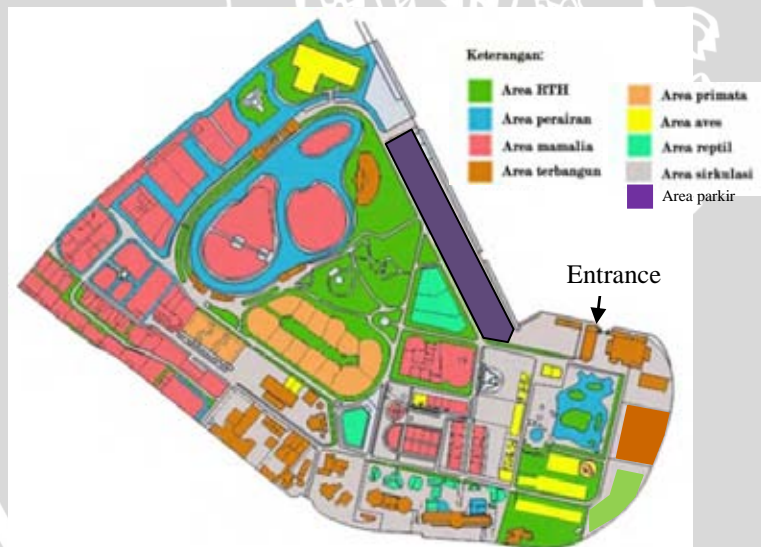 Keterangan:
Area RTH
Area perairan
Area mamalia
Area terbangun
Area primata
Area aves
Area reptil
Area sirkulasi
Area parkir
Entrance